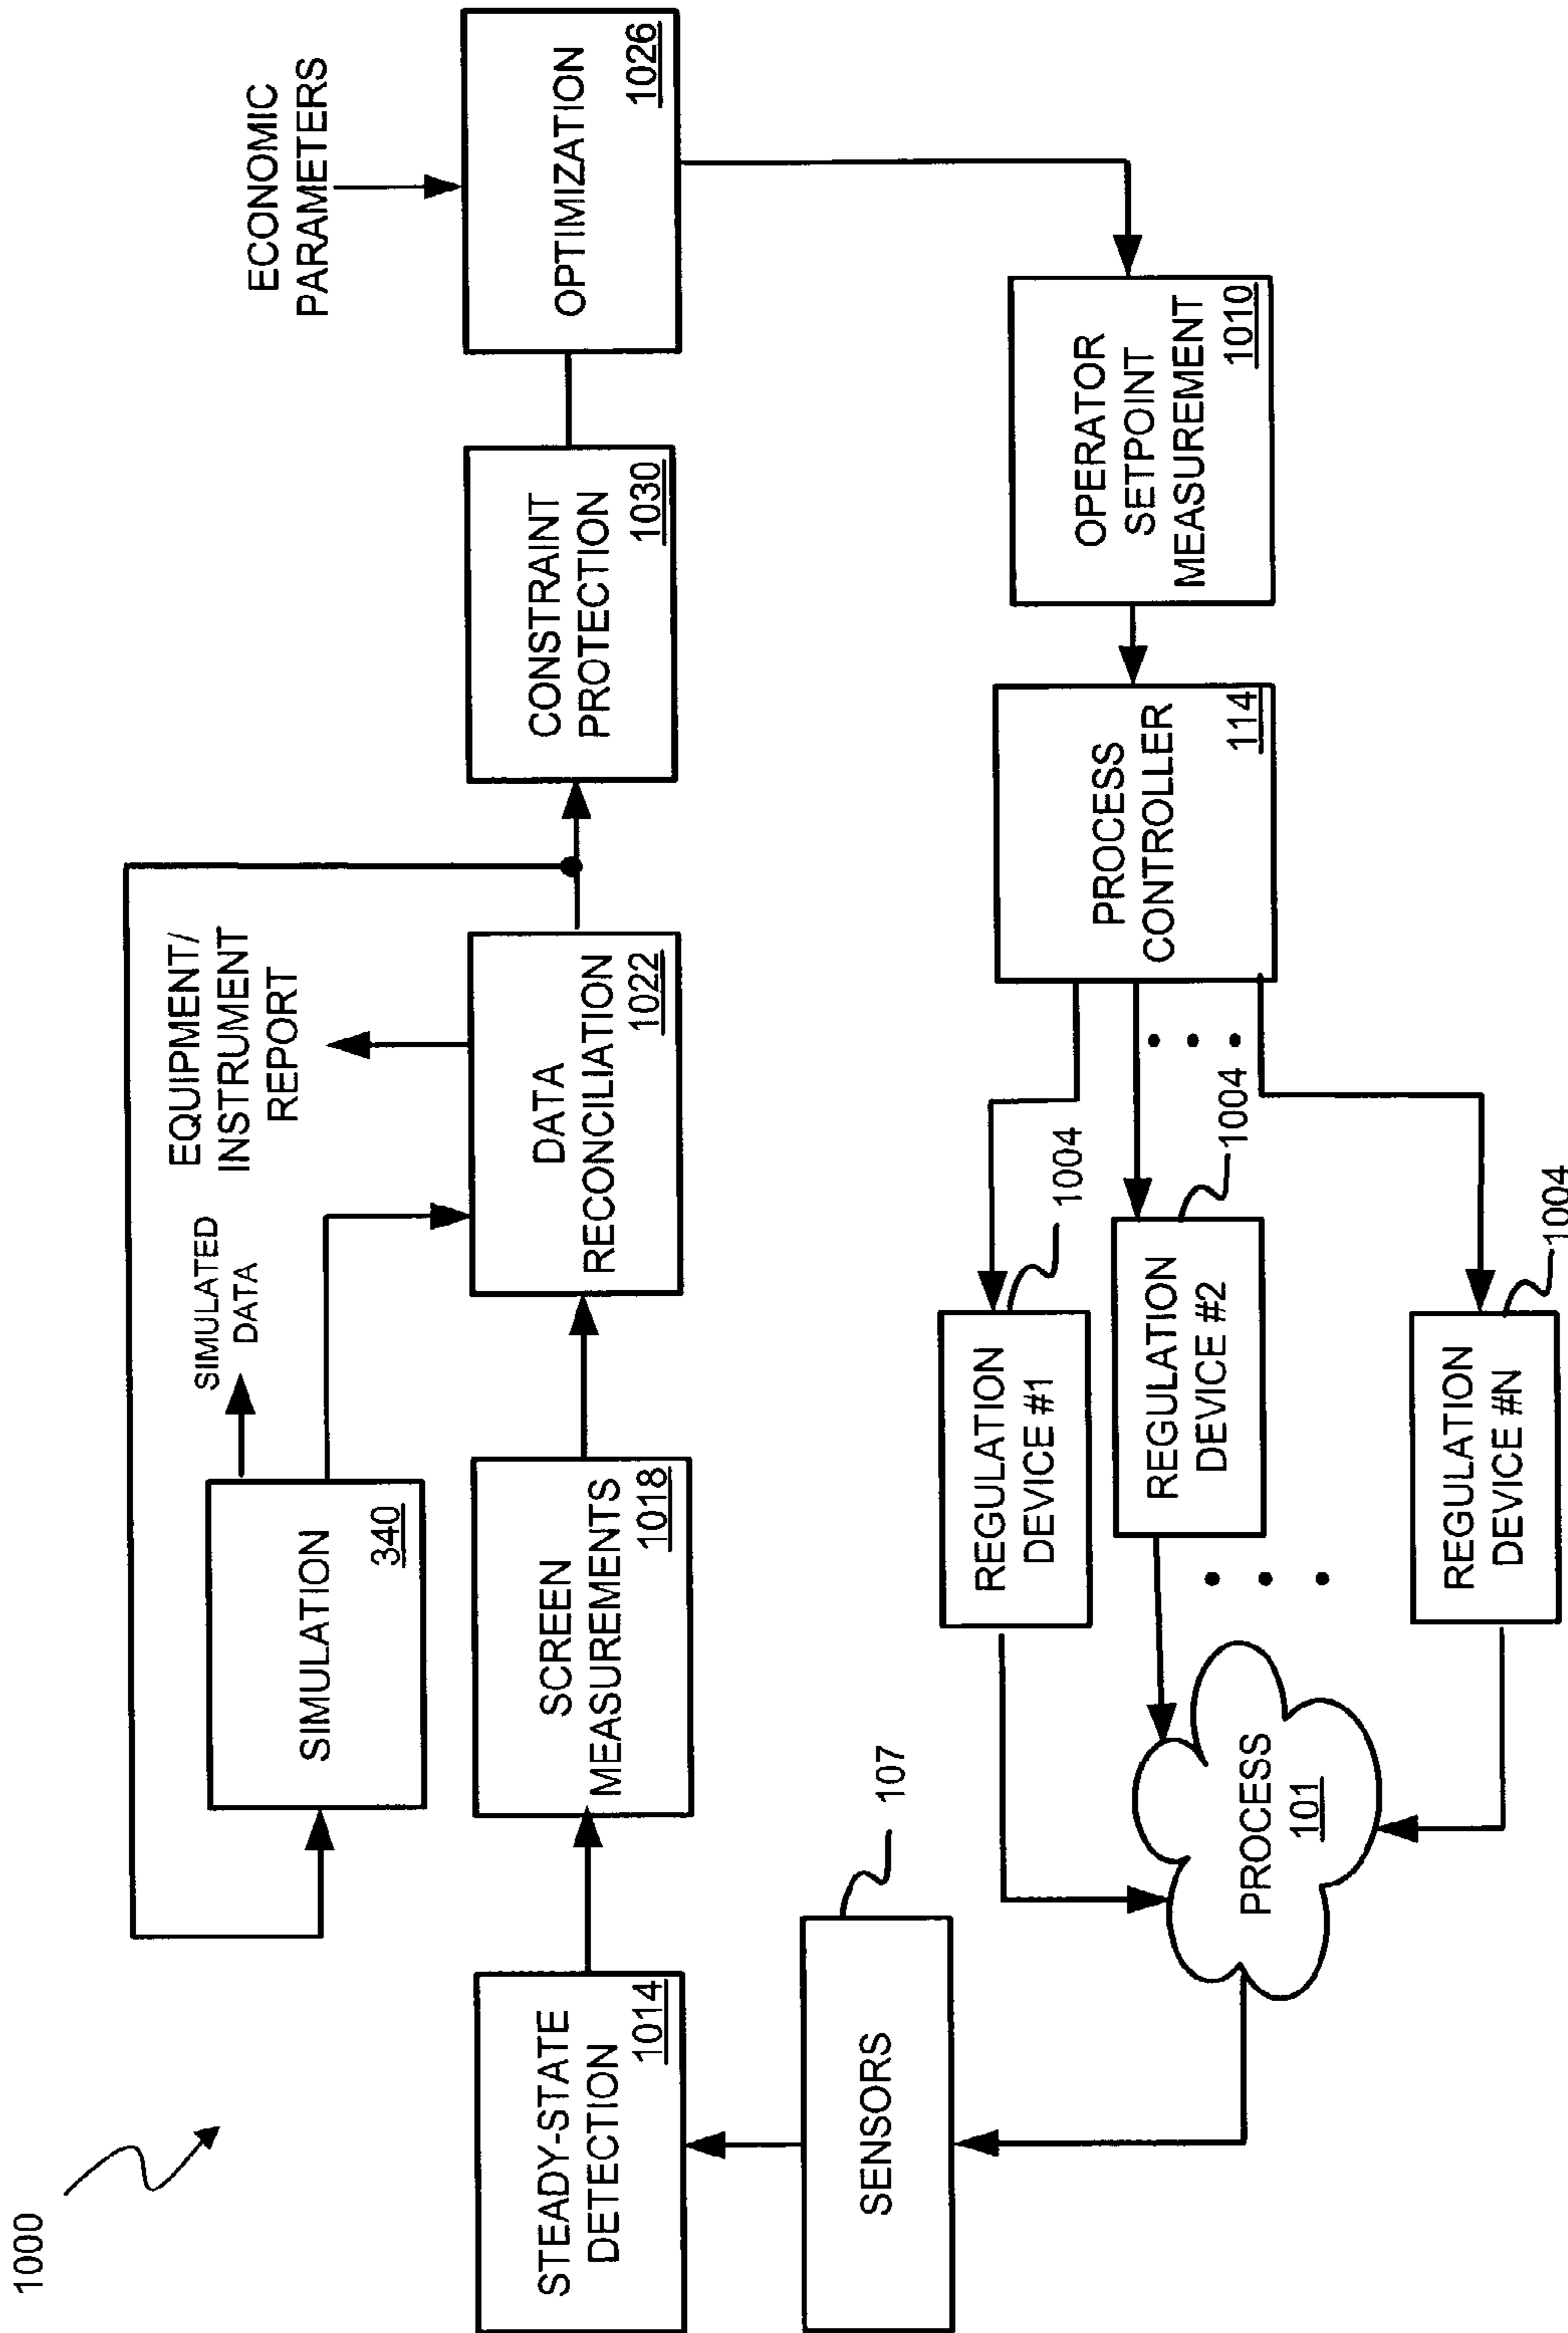 1000
ECONOMIC
PARAMETERS
EQUIPMENT/
INSTRUMENT
REPORT
SIMULATED
DATA
SIMULATION
340
STEADY-STATE
DETECTION
1014
SCREEN
MEASUREMENTS
1018
DATA
RECONCILIATION
1022
CONSTRAINT
PROTECTION
1030
OPTIMIZATION
1026
SENSORS
107
REGULATION
DEVICE #1
1004
REGULATION
DEVICE #2
1004
REGULATION
DEVICE #N
1004
PROCESS
101
PROCESS
CONTROLLER
114
OPERATOR
SETPOINT
MEASUREMENT
1010